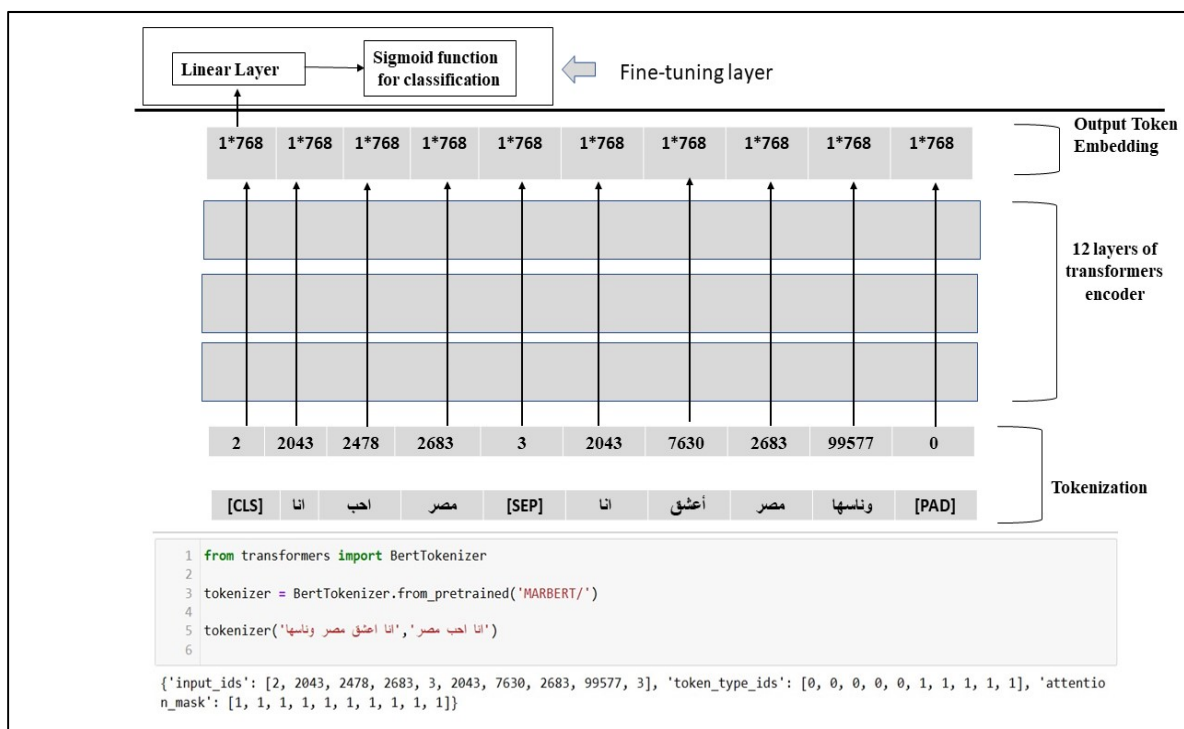 Linear Layer
Sigmoid function
for classification
Fine-tuning layer
1*768 1*768 1*768 1*768 1*768 1*768 1*768 1*768 1*768 1*768
Output Token
Embedding
12 layers of
transformers
encoder
2 2043 2478 2683 3 2043 7630 2683 99577 0
Tokenization
[CLS] انا احب مصر [SEP] انا أعشق مصر وناسها [PAD]
1 from transformers import BertTokenizer
2
3 tokenizer = BertTokenizer.from_pretrained('MARBERT/')
4
5 tokenizer('انا احب مصر','انا اعشق مصر وناسها')
6
{'input_ids': [2, 2043, 2478, 2683, 3, 2043, 7630, 2683, 99577, 3], 'token_type_ids': [0, 0, 0, 0, 0, 1, 1, 1, 1, 1], 'attentio
n_mask': [1, 1, 1, 1, 1, 1, 1, 1, 1, 1]}